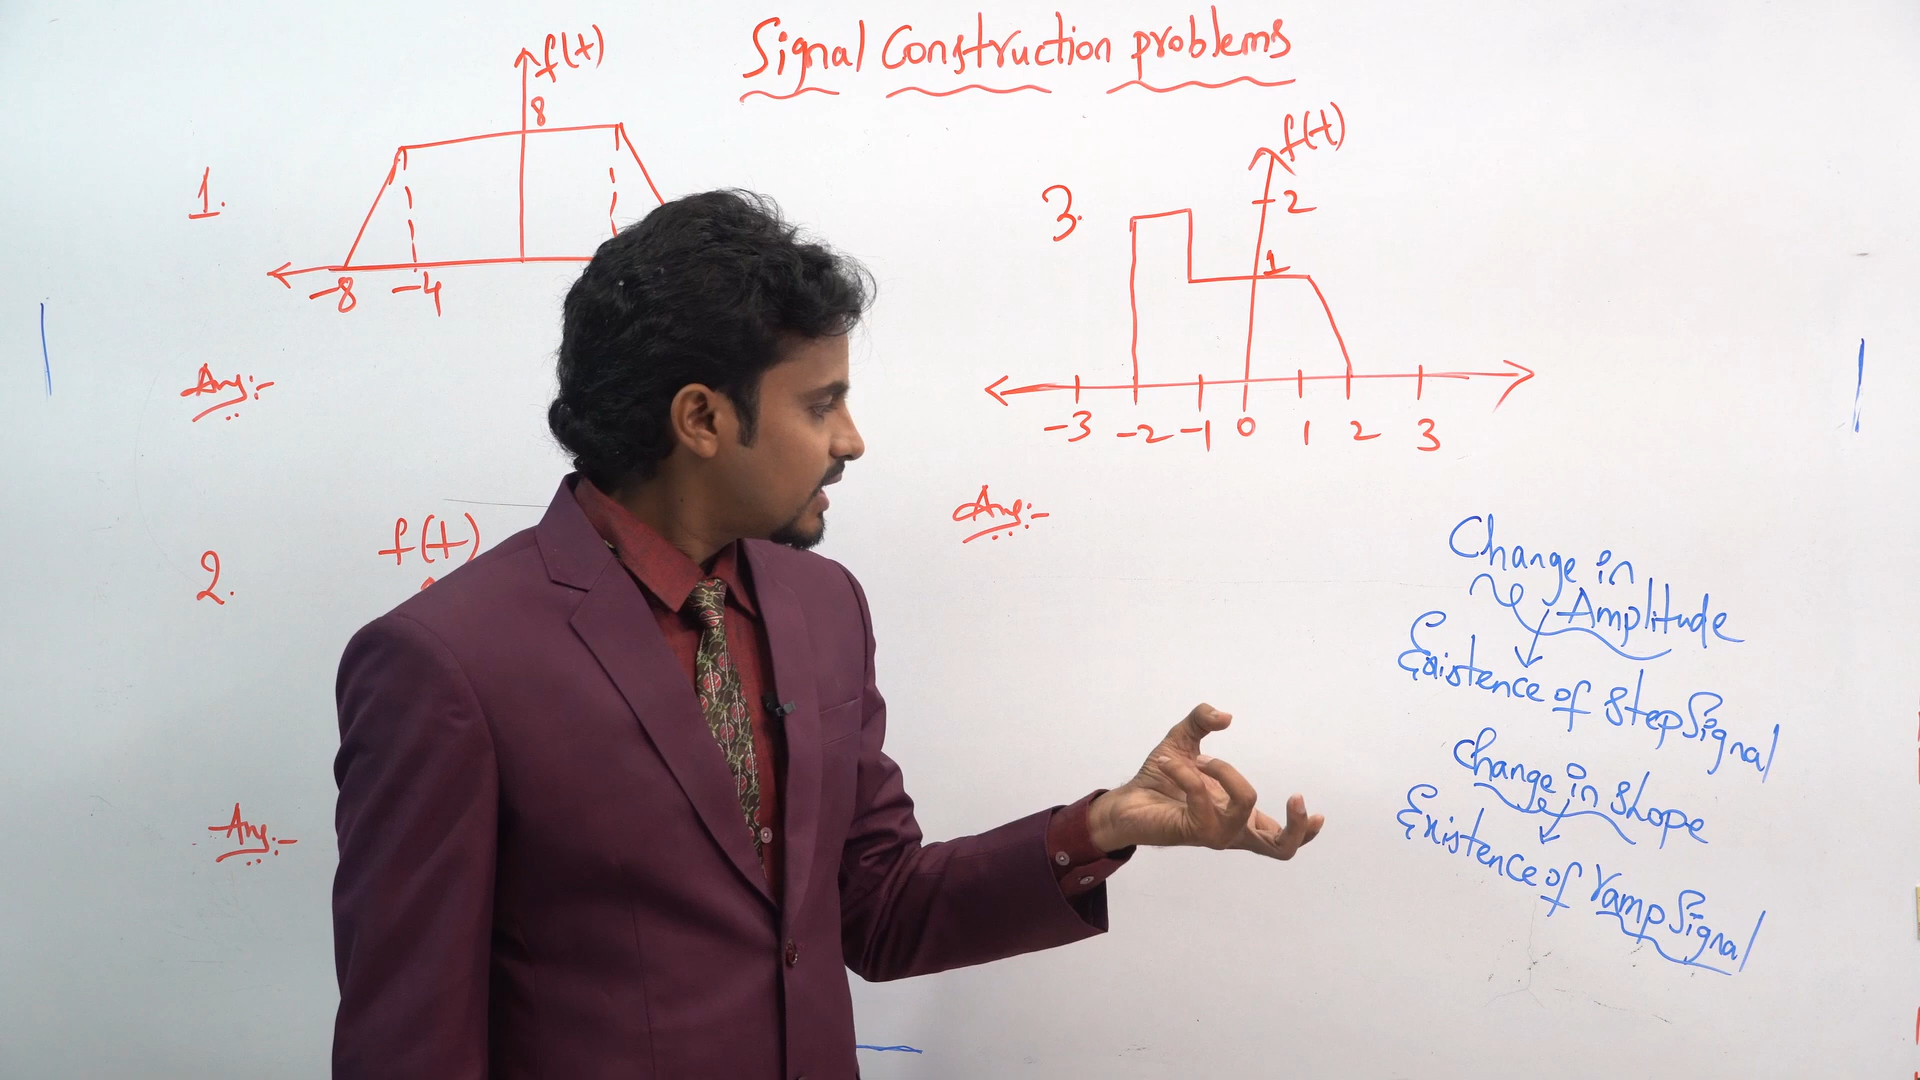 Signal Construction problems
1.
f(t)
8
-8 -4
Ans:-
2.
f(t)
Ans:-
3.
f(t)
2
1
-3 -2 -1 0 1 2 3
Ans:-
Change in
Amplitude
Existence of Step Signal
Change in Slope
Existence of ramp Signal